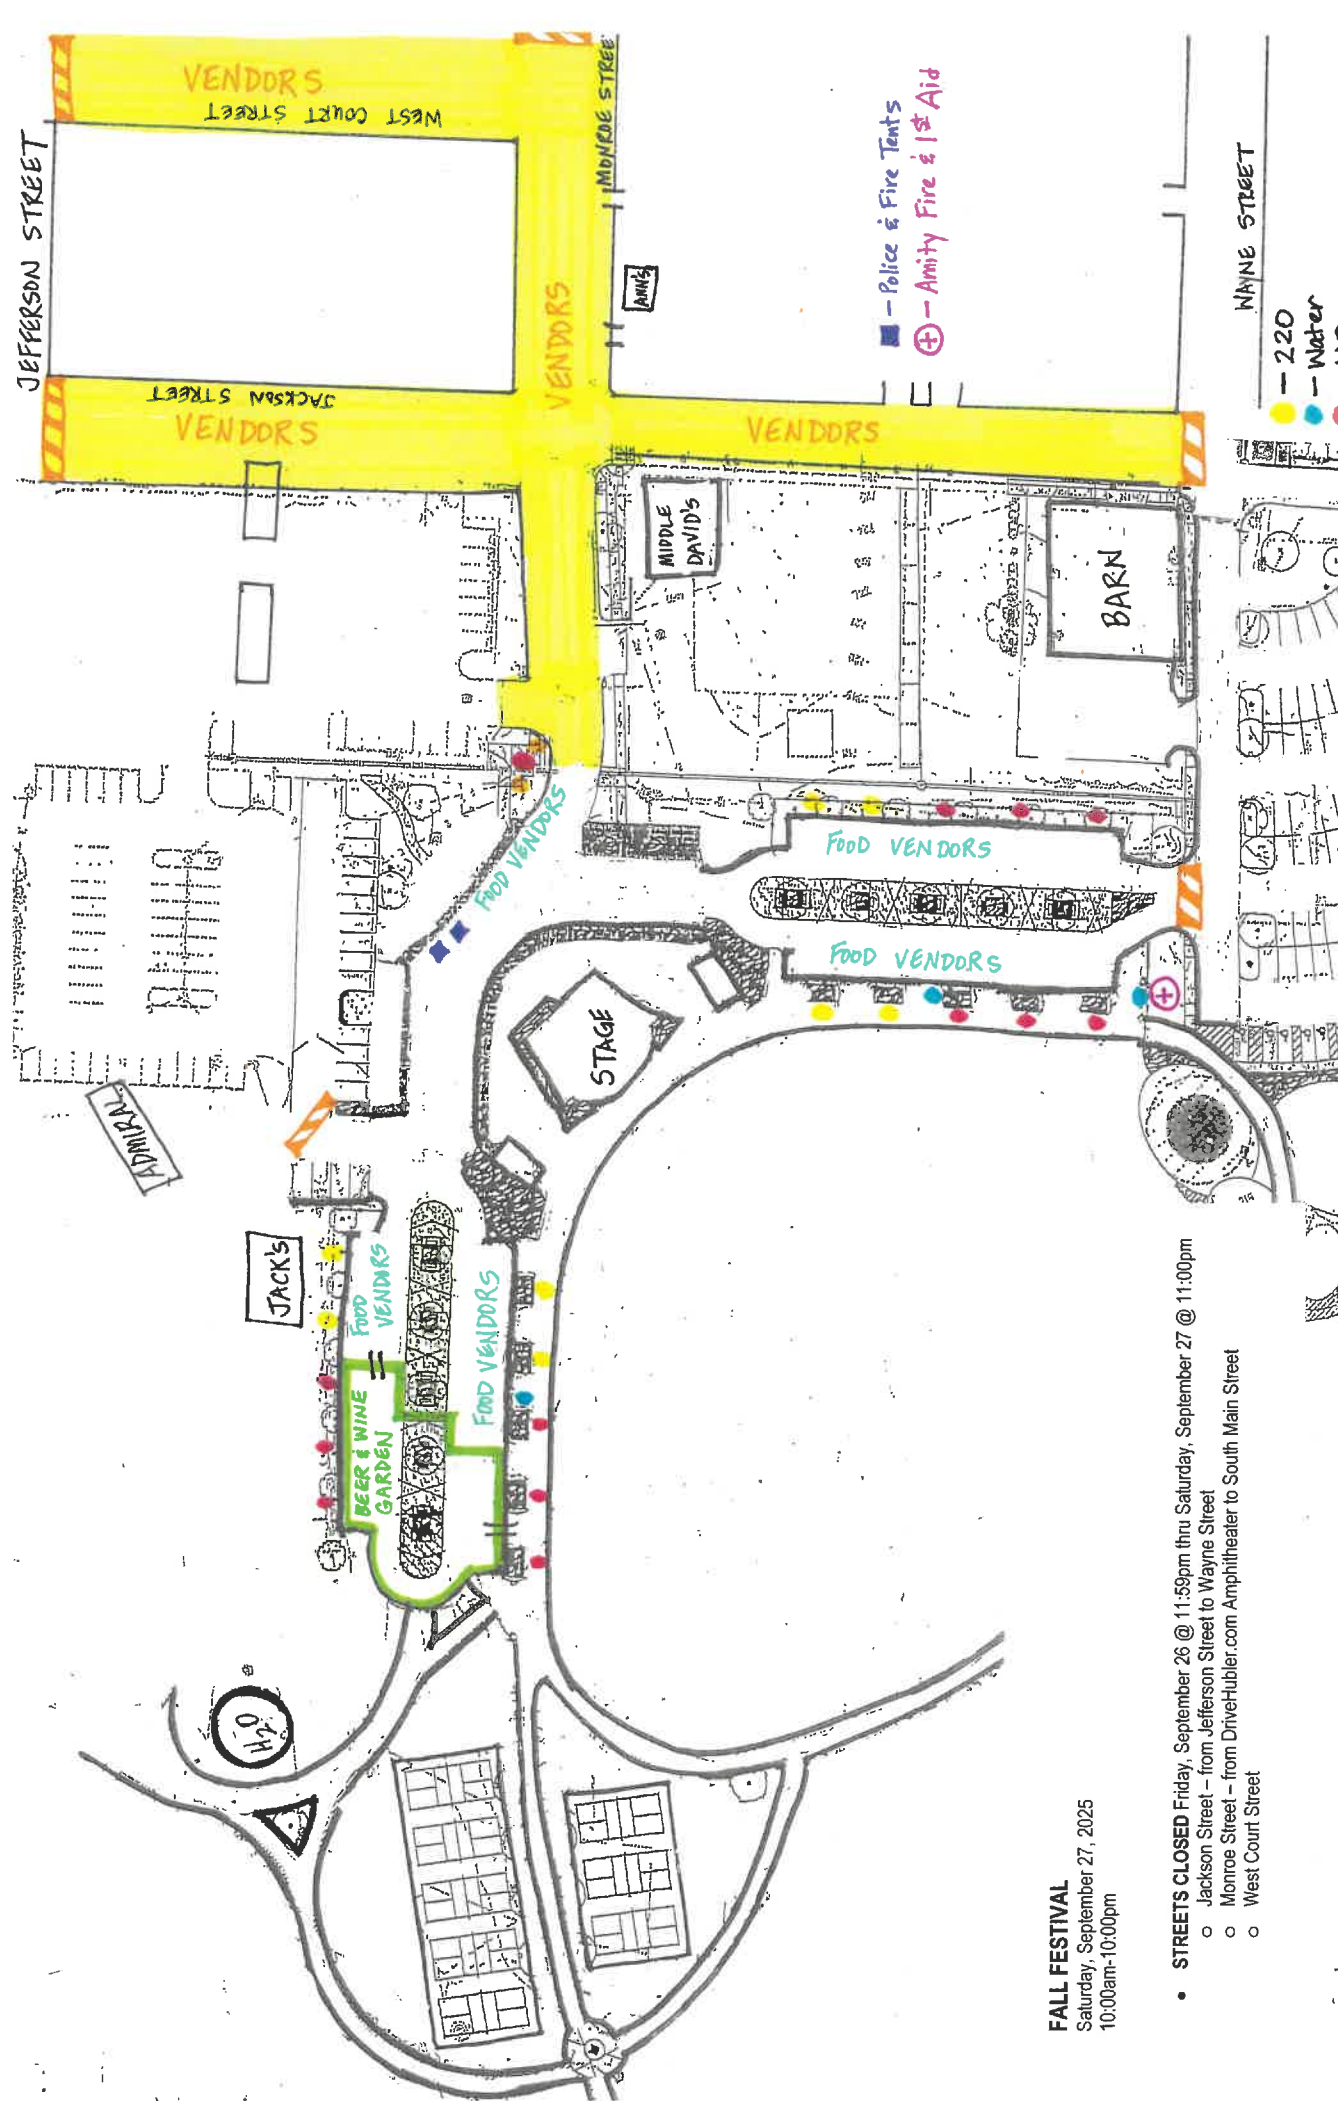 JEFFERSON STREET
VENDORS
WEST COURT STREET
MONROE STREE
VENDORS
JACKSON STREET
VENDORS
ANN'S
VENDORS
■ - Police & Fire Tents
⊕ - Amity Fire & 1st Aid
WAYNE STREET
- 220
- Water
MIDDLE
DAVID'S
BARN
FOOD VENDORS
FOOD VENDORS
FOOD VENDORS
STAGE
ADMIRAL
JACK'S
FOOD
VENDORS
FOOD VENDORS
BEER & WINE
GARDEN
H2O
FALL FESTIVAL
Saturday, September 27, 2025
10:00am-10:00pm
• STREETS CLOSED Friday, September 26 @ 11:59pm thru Saturday, September 27 @ 11:00pm
o Jackson Street – from Jefferson Street to Wayne Street
o Monroe Street – from DriveHubler.com Amphitheater to South Main Street
o West Court Street